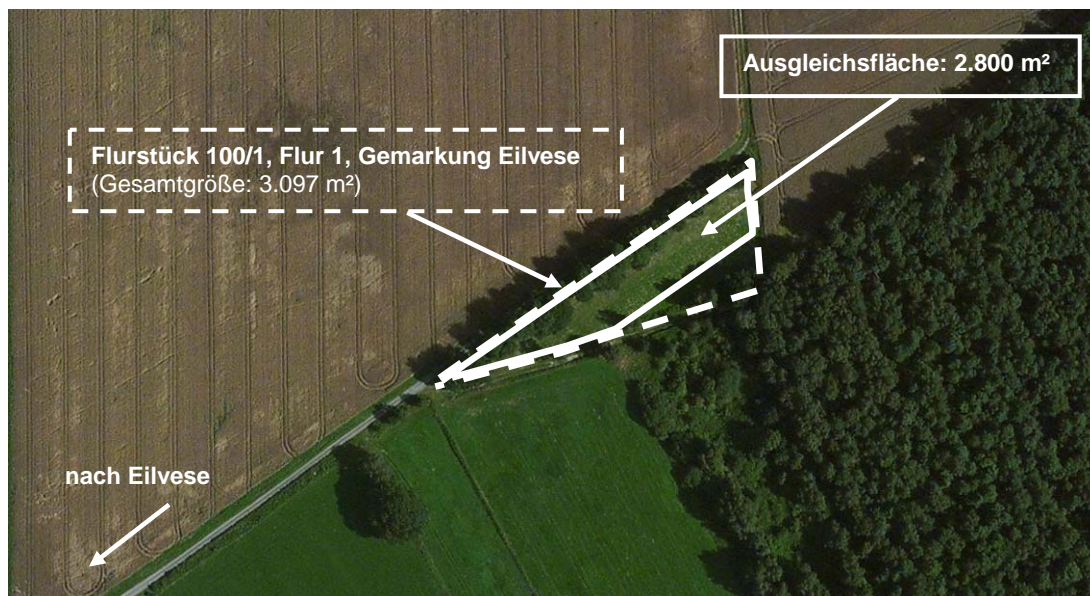 Ausgleichsfläche: 2.800 m²
Flurstück 100/1, Flur 1, Gemarkung Eilvese
(Gesamtgröße: 3.097 m²)
nach Eilvese